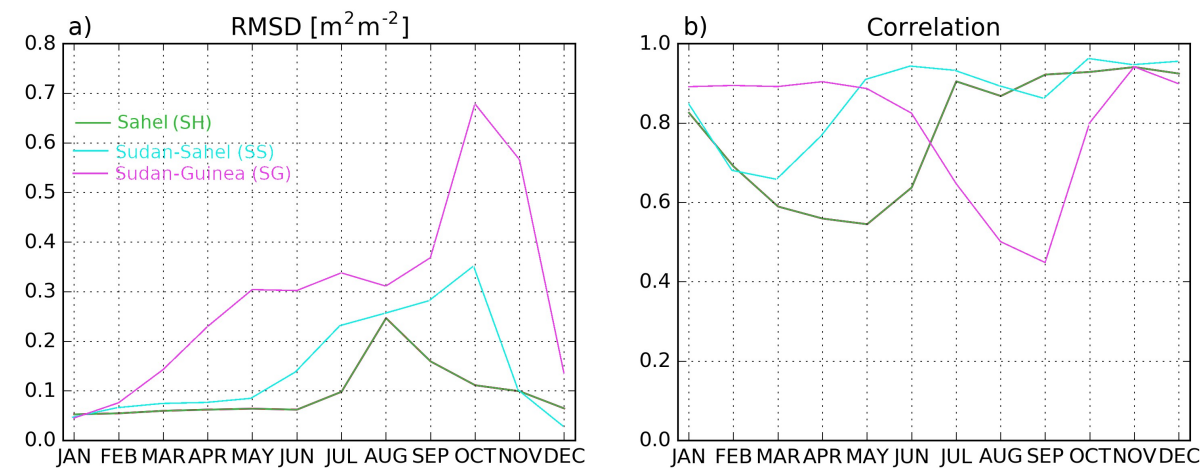 a) RMSD [m²m⁻²]
0.8
0.7
0.6
0.5
0.4
0.3
0.2
0.1
0.0
Sahel (SH)
Sudan-Sahel (SS)
Sudan-Guinea (SG)
JAN FEB MAR APR MAY JUN JUL AUG SEP OCT NOV DEC
b) Correlation
1.0
0.8
0.6
0.4
0.2
0.0
JAN FEB MAR APR MAY JUN JUL AUG SEP OCT NOV DEC